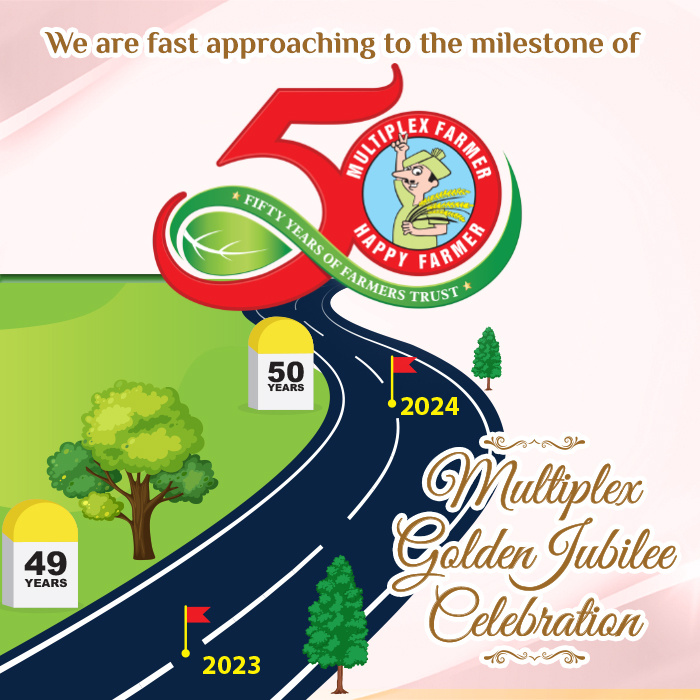 We are fast approaching to the milestone of
50
MULTIPLEX FARMER
HAPPY FARMER
FIFTY YEARS OF FARMERS TRUST
50
YEARS
2024
Multiplex
Golden Jubilee
Celebration
49
YEARS
2023